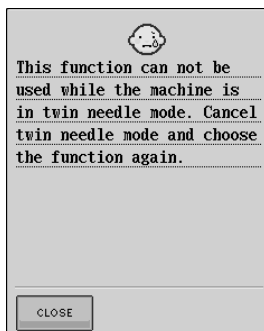 This function can not be
used while the machine is
in twin needle mode. Cancel
twin needle mode and choose
the function again.
CLOSE